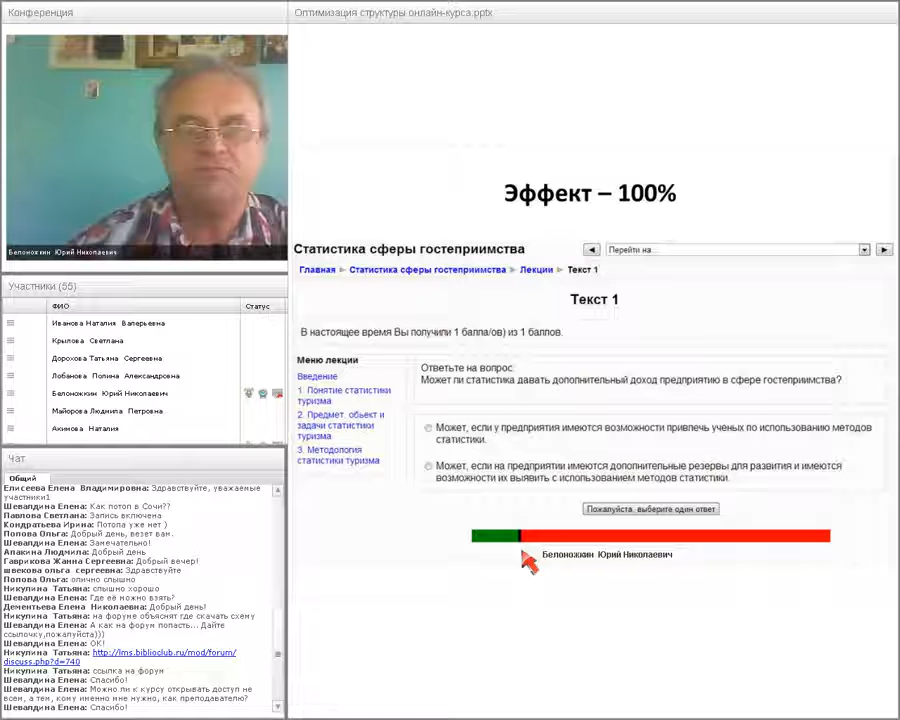 Конференция
Белоножкин Юрий Николаевич
Участники (55)
ФИО
Статус
Иванова Наталия Валерьевна
Крылова Светлана
Дорохова Татьяна Сергеевна
Лобанова Полина Александровна
Белоножкин Юрий Николаевич
Майорова Людмила Петровна
Акимова Наталия
Чат
Общий
Елисеева Елена Владимировна: Здравствуйте, уважаемые
участники1
Шевалдина Елена: Как потоп в Сочи??
Павлова Светлана: Запись включена
Кондратьева Ирина: Потопа уже нет )
Попова Ольга: Добрый день, везет вам.
Шевалдина Елена: Замечательно!
Апакина Людмила: Добрый день
Гаврикова Жанна Сергеевна: Добрый вечер!
швекова ольга сергеевна: Здравствуйте
Попова Ольга: олично слышно
Никулина Татьяна: слышно хорошо
Шевалдина Елена: Где её можно взять?
Дементьева Елена Николаевна: Добрый день!
Никулина Татьяна: на форуме объяснят где скачать схему
Шевалдина Елена: А как на форум попасть... Дайте
ссылочку,пожалуйста)))
Шевалдина Елена: ОК!
Никулина Татьяна: http://lms.biblioclub.ru/mod/forum/
discuss.php?d=740
Никулина Татьяна: ссылка на форум
Шевалдина Елена: Спасибо!
Шевалдина Елена: Можно ли к курсу открывать доступ не
всем, а тем, кому именно мне нужно, как преподавателю?
Шевалдина Елена: Спасибо!
Оптимизация структуры онлайн-курса.pptx
Эффект – 100%
Статистика сферы гостеприимства
Перейти на...
Главная ► Статистика сферы гостеприимства ► Лекции ► Текст 1
Текст 1
В настоящее время Вы получили 1 балла/ов) из 1 баллов.
Меню лекции
Введение
1. Понятие статистики
туризма
2. Предмет, обьект и
задачи статистики
туризма
3. Методология
статистики туризма
Ответьте на вопрос:
Может ли статистика давать дополнительный доход предприятию в сфере гостеприимства?
Может, если у предприятия имеются возможности привлечь ученых по использованию методов
статистики.
Может, если на предприятии имеются дополнительные резервы для развития и имеются
возможности их выявить с использованием методов статистики.
Пожалуйста, выберите один ответ
Белоножкин Юрий Николаевич